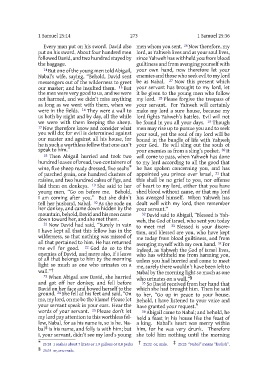 1 Samuel 25:14
273
1 Samuel 25:36
Every man put on his sword. David also
put on his sword. About four hundred men
followed David, and two hundred stayed by
the baggage.
14 But one of the young men told Abigail,
Nabal's wife, saying, "Behold, David sent
messengers out of the wilderness to greet
our master; and he insulted them. 15 But
the men were very good to us, and we were
not harmed, and we didn't miss anything
as long as we went with them, when we
were in the fields. 16 They were a wall to
us both by night and by day, all the while
we were with them keeping the sheep.
17 Now therefore know and consider what
you will do; for evil is determined against
our master and against all his house, for
he is such a worthless fellow that one can't
speak to him."
18 Then Abigail hurried and took two
hundred loaves of bread, two containers of
wine, five sheep ready dressed, five seahs
of parched grain, one hundred clusters of
raisins, and two hundred cakes of figs, and
laid them on donkeys. 19 She said to her
young men, "Go on before me. Behold,
I am coming after you." But she didn't
tell her husband, Nabal. 20 As she rode on
her donkey, and came down hidden by the
mountain, behold, David and his men came
down toward her, and she met them.
21 Now David had said, "Surely in vain
have I kept all that this fellow has in the
wilderness, so that nothing was missed of
all that pertained to him. He has returned
me evil for good. 22 God do so to the
enemies of David, and more also, if I leave
of all that belongs to him by the morning
light so much as one who urinates on a
wall."
23 When Abigail saw David, she hurried
and got off her donkey, and fell before
David on her face and bowed herself to the
ground. 24 She fell at his feet and said, "On
me, my lord, on me be the blame! Please let
your servant speak in your ears. Hear the
words of your servant. 25 Please don't let
my lord pay attention to this worthless fel-
low, Nabal, for as his name is, so is he. Na-
bal is his name, and folly is with him; but
I, your servant, didn't see my lord's young
men whom you sent. 26 Now therefore, my
lord, as Yahweh lives and as your soul lives,
since Yahweh has withheld you from blood
guiltiness and from avenging yourself with
your own hand, now therefore let your
enemies and those who seek evil to my lord
be as Nabal. 27 Now this present which
your servant has brought to my lord, let
it be given to the young men who follow
my lord. 28 Please forgive the trespass of
your servant. For Yahweh will certainly
make my lord a sure house, because my
lord fights Yahweh's battles. Evil will not
be found in you all your days. 29 Though
men may rise up to pursue you and to seek
your soul, yet the soul of my lord will be
bound in the bundle of life with Yahweh
your God. He will sling out the souls of
your enemies as from a sling's pocket. 30 It
will come to pass, when Yahweh has done
to my lord according to all the good that
he has spoken concerning you, and has
appointed you prince over Israel, 31 that
this shall be no grief to you, nor offense
of heart to my lord, either that you have
shed blood without cause, or that my lord
has avenged himself. When Yahweh has
dealt well with my lord, then remember
your servant."
32 David said to Abigail, "Blessed is Yah-
weh, the God of Israel, who sent you today
to meet me! 33 Blessed is your discre-
tion, and blessed are you, who have kept
me today from blood guiltiness, and from
avenging myself with my own hand. 34 For
indeed, as Yahweh the God of Israel lives,
who has withheld me from harming you,
unless you had hurried and come to meet
me, surely there wouldn't have been left to
Nabal by the morning light so much as one
who urinates on a wall."
35 So David received from her hand that
which she had brought him. Then he said
to her, "Go up in peace to your house.
Behold, I have listened to your voice and
have granted your request."
36 Abigail came to Nabal; and behold, he
held a feast in his house like the feast of
a king. Nabal's heart was merry within
him, for he was very drunk. Therefore
she told him nothing until the morning